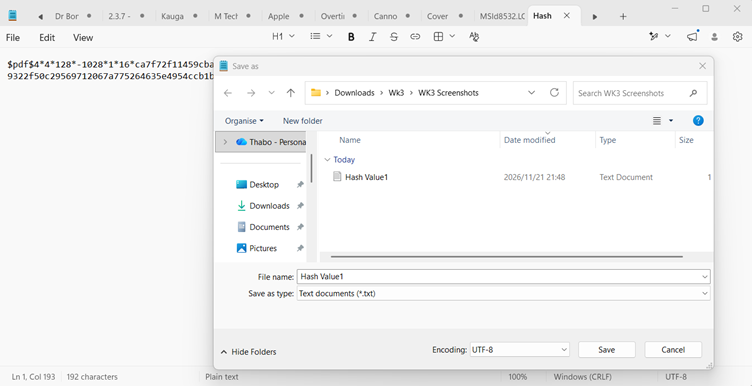 Dr Bor
2.3.7 -
Kauga
M Tech
Apple
Overtir
Canno
Cover
MSId8532.LO
Hash
File Edit View
H1
B I
$pdf$4*4*128*-1028*1*16*ca7f72f11459cba
9322f50c29569712067a775264635e4954ccb1b
Save as
Downloads > Wk3 > WK3 Screenshots
Search WK3 Screenshots
Organise
New folder
Thabo - Persona
Desktop
Downloads
Documents
Pictures
Name
Date modified
Type
Size
Today
Hash Value1
2026/11/21 21:48
Text Document
1
File name: Hash Value1
Save as type: Text documents (*.txt)
Hide Folders
Encoding: UTF-8
Save
Cancel
Ln 1, Col 193
192 characters
Plain text
100%
Windows (CRLF)
UTF-8